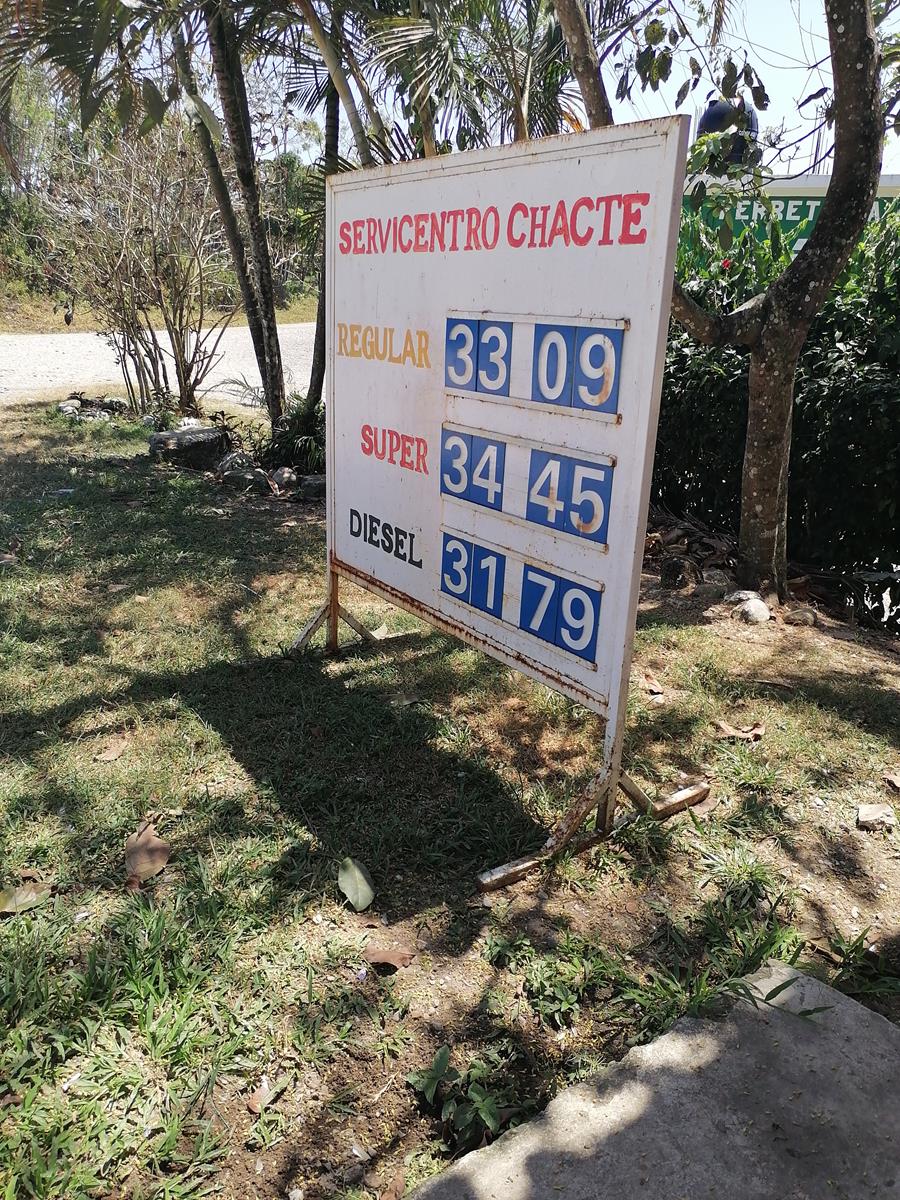 SERVICENTRO CHACTE
REGULAR 33 09
SUPER 34 45
DIESEL 31 79